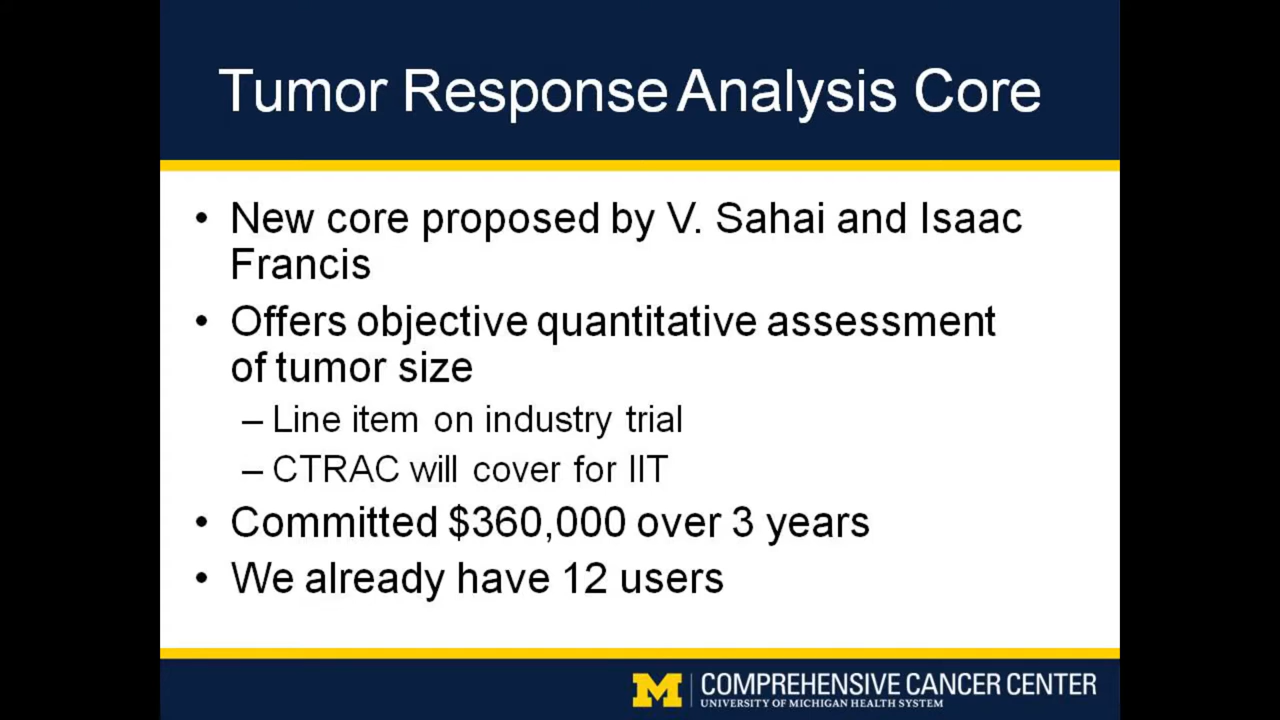 Tumor Response Analysis Core
• New core proposed by V. Sahai and Isaac
Francis
• Offers objective quantitative assessment
of tumor size
– Line item on industry trial
– CTRAC will cover for IIT
• Committed $360,000 over 3 years
• We already have 12 users
M COMPREHENSIVE CANCER CENTER
UNIVERSITY OF MICHIGAN HEALTH SYSTEM